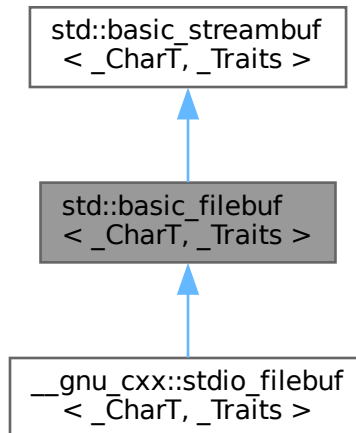 std::basic_streambuf
< _CharT, _Traits >
std::basic_filebuf
< _CharT, _Traits >
__gnu_cxx::stdio_filebuf
< _CharT, _Traits >